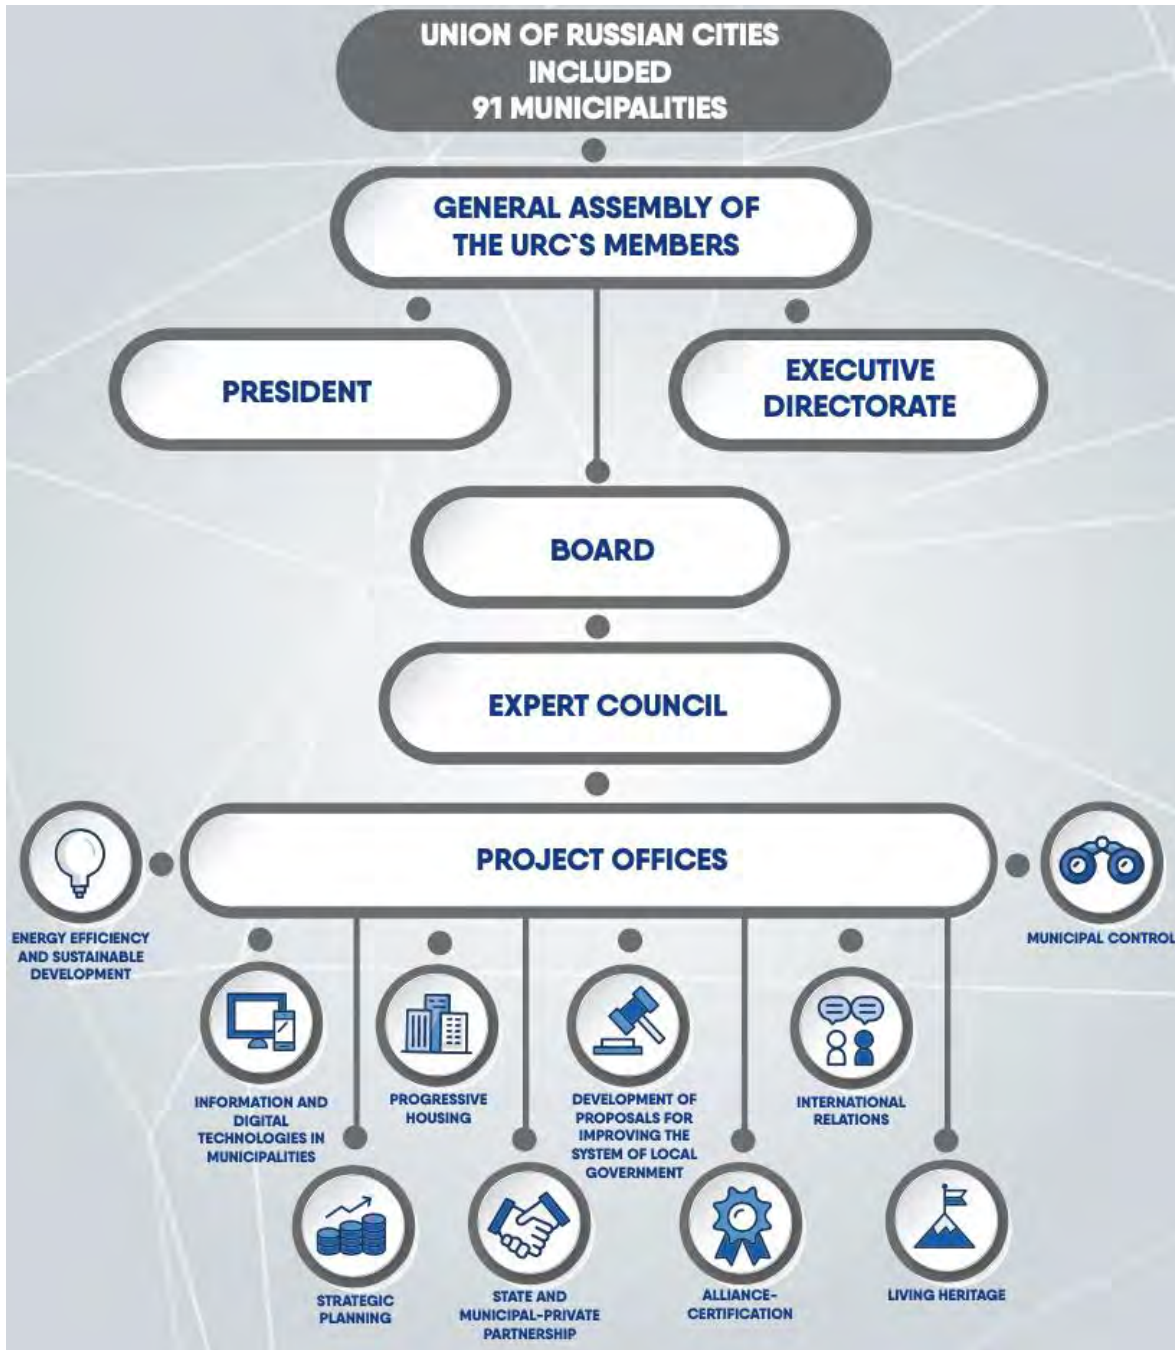 UNION OF RUSSIAN CITIES
INCLUDED
91 MUNICIPALITIES
GENERAL ASSEMBLY OF
THE URC`S MEMBERS
PRESIDENT
EXECUTIVE
DIRECTORATE
BOARD
EXPERT COUNCIL
PROJECT OFFICES
ENERGY EFFICIENCY
AND SUSTAINABLE
DEVELOPMENT
MUNICIPAL CONTROL
INFORMATION AND
DIGITAL
TECHNOLOGIES IN
MUNICIPALITIES
PROGRESSIVE
HOUSING
DEVELOPMENT OF
PROPOSALS FOR
IMPROVING THE
SYSTEM OF LOCAL
GOVERNMENT
INTERNATIONAL
RELATIONS
STRATEGIC
PLANNING
STATE AND
MUNICIPAL-PRIVATE
PARTNERSHIP
ALLIANCE-
CERTIFICATION
LIVING HERITAGE